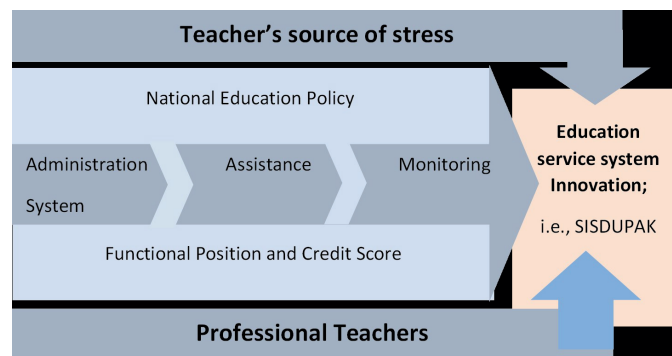 Teacher’s source of stress
National Education Policy
Administration
System
Assistance
Monitoring
Functional Position and Credit Score
Education
service system
Innovation;
i.e., SISDUPAK
Professional Teachers